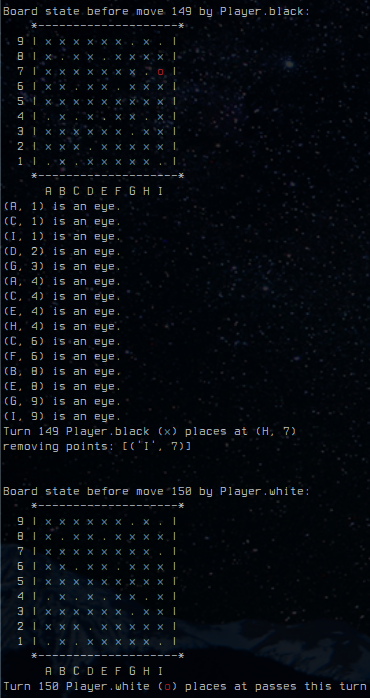 Board state before move 149 by Player.black:
*-------------------*
9 | x x x x x x . x . |
8 | x . x x . x x x x |
7 | x x x x x x x . o |
6 | x x . x x . x x x |
5 | x x x x x x x x x |
4 | . x . x . x x . x |
3 | x x x x x x . x x |
2 | x x x . x x x x x |
1 | . x . x x x x x . |
*-------------------*
A B C D E F G H I
(A, 1) is an eye.
(C, 1) is an eye.
(I, 1) is an eye.
(D, 2) is an eye.
(G, 3) is an eye.
(A, 4) is an eye.
(C, 4) is an eye.
(E, 4) is an eye.
(H, 4) is an eye.
(C, 6) is an eye.
(F, 6) is an eye.
(B, 8) is an eye.
(E, 8) is an eye.
(G, 9) is an eye.
(I, 9) is an eye.
Turn 149 Player.black (x) places at (H, 7)
removing points: [('I', 7)]
Board state before move 150 by Player.white:
*-------------------*
9 | x x x x x x . x . |
8 | x . x x . x x x x |
7 | x x x x x x x x . |
6 | x x . x x . x x x |
5 | x x x x x x x x x |
4 | . x . x . x x . x |
3 | x x x x x x . x x |
2 | x x x . x x x x x |
1 | . x . x x x x x . |
*-------------------*
A B C D E F G H I
Turn 150 Player.white (o) places at passes this turn